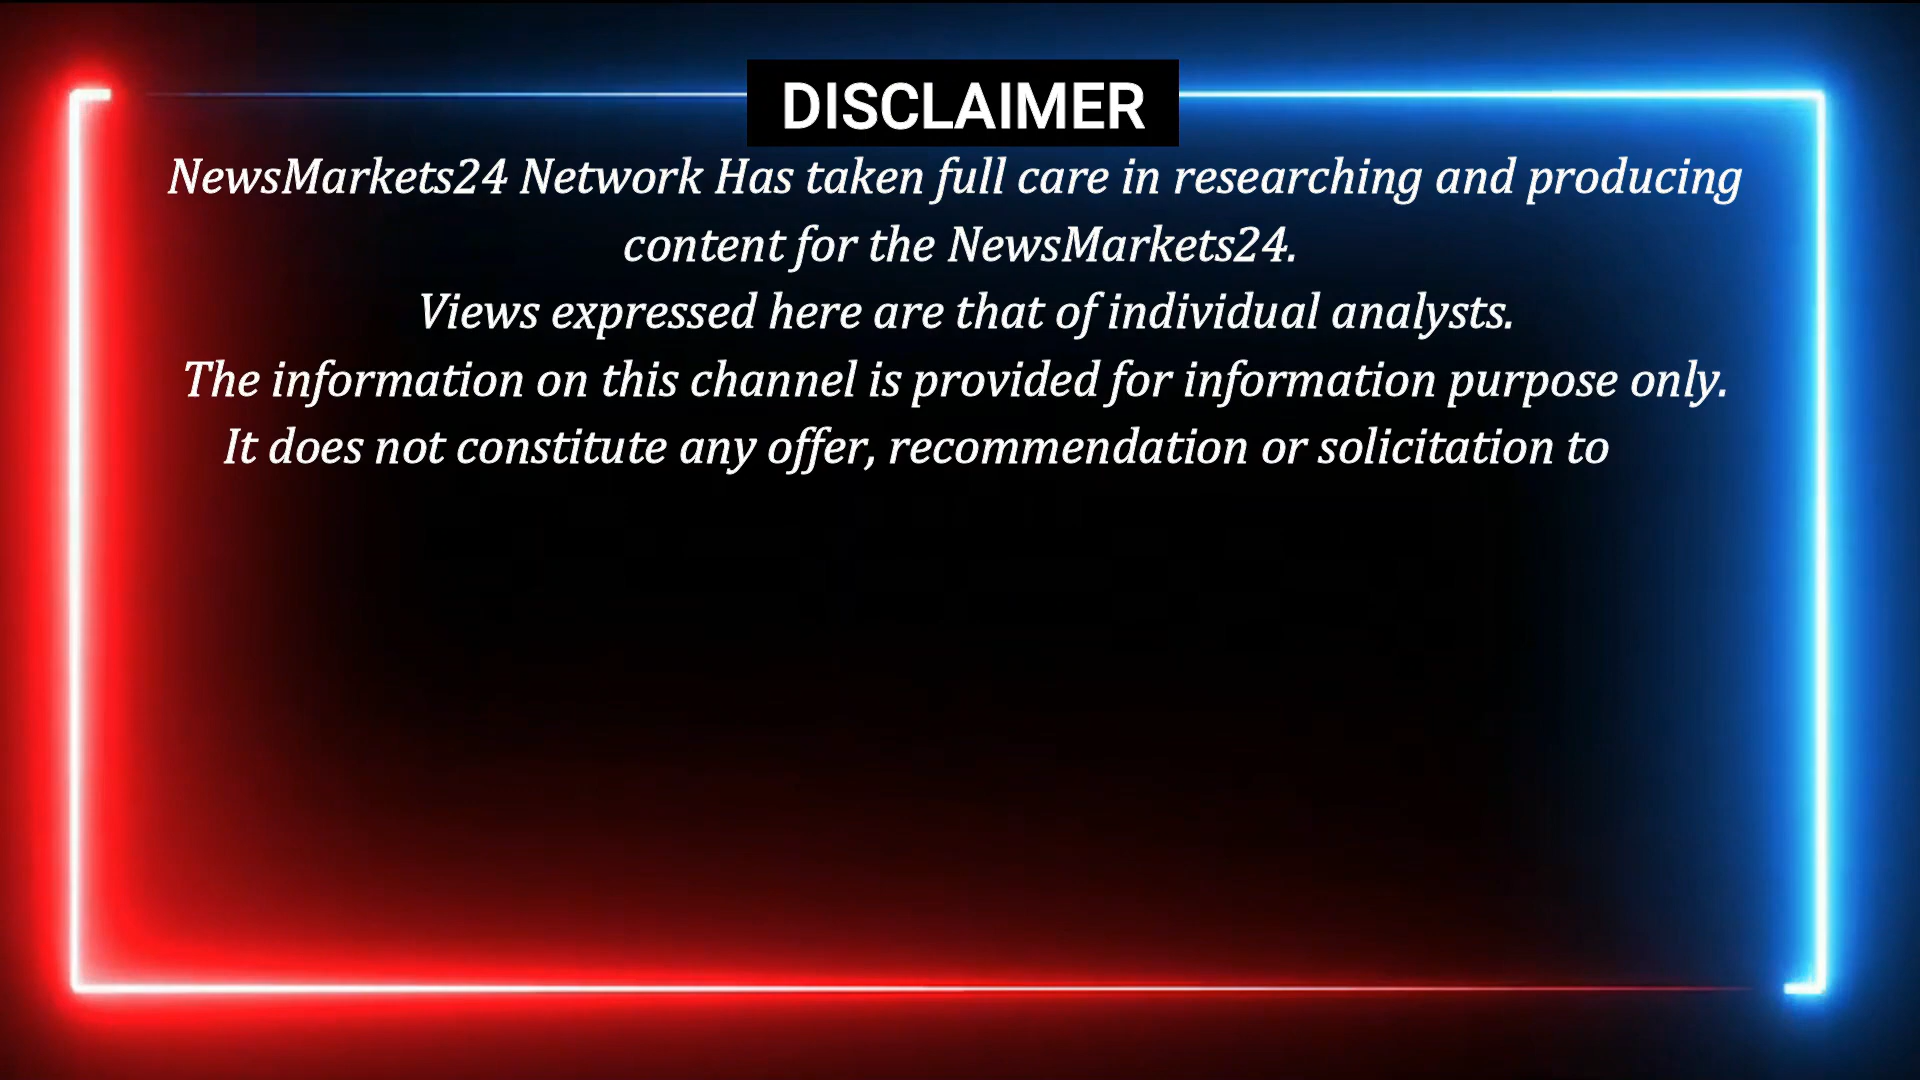 DISCLAIMER
NewsMarkets24 Network Has taken full care in researching and producing
content for the NewsMarkets24.
Views expressed here are that of individual analysts.
The information on this channel is provided for information purpose only.
It does not constitute any offer, recommendation or solicitation to